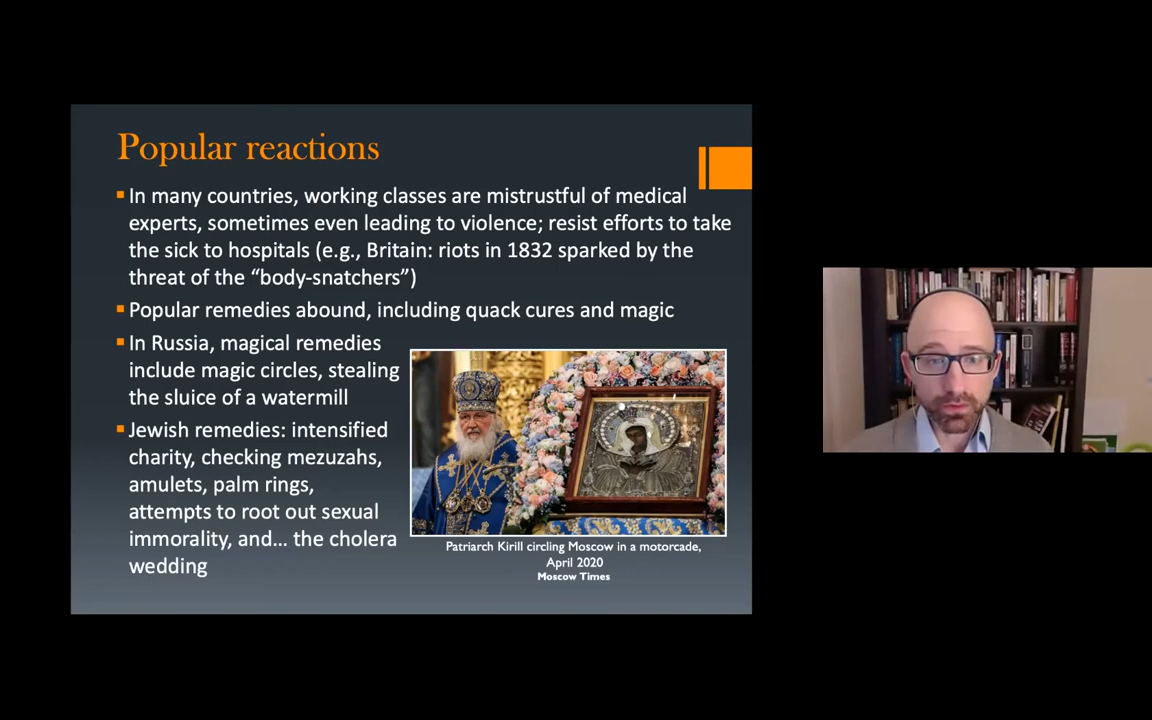 Popular reactions
In many countries, working classes are mistrustful of medical
experts, sometimes even leading to violence; resist efforts to take
the sick to hospitals (e.g., Britain: riots in 1832 sparked by the
threat of the “body-snatchers”)
Popular remedies abound, including quack cures and magic
In Russia, magical remedies
include magic circles, stealing
the sluice of a watermill
Jewish remedies: intensified
charity, checking mezuzahs,
amulets, palm rings,
attempts to root out sexual
immorality, and… the cholera
wedding
Patriarch Kirill circling Moscow in a motorcade,
April 2020
Moscow Times